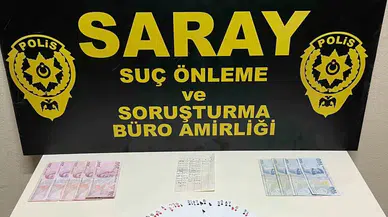 SARAY
POLİS
POLİS
SUÇ ÖNLEME
ve
SORUŞTURMA
BÜRO AMİRLİĞİ